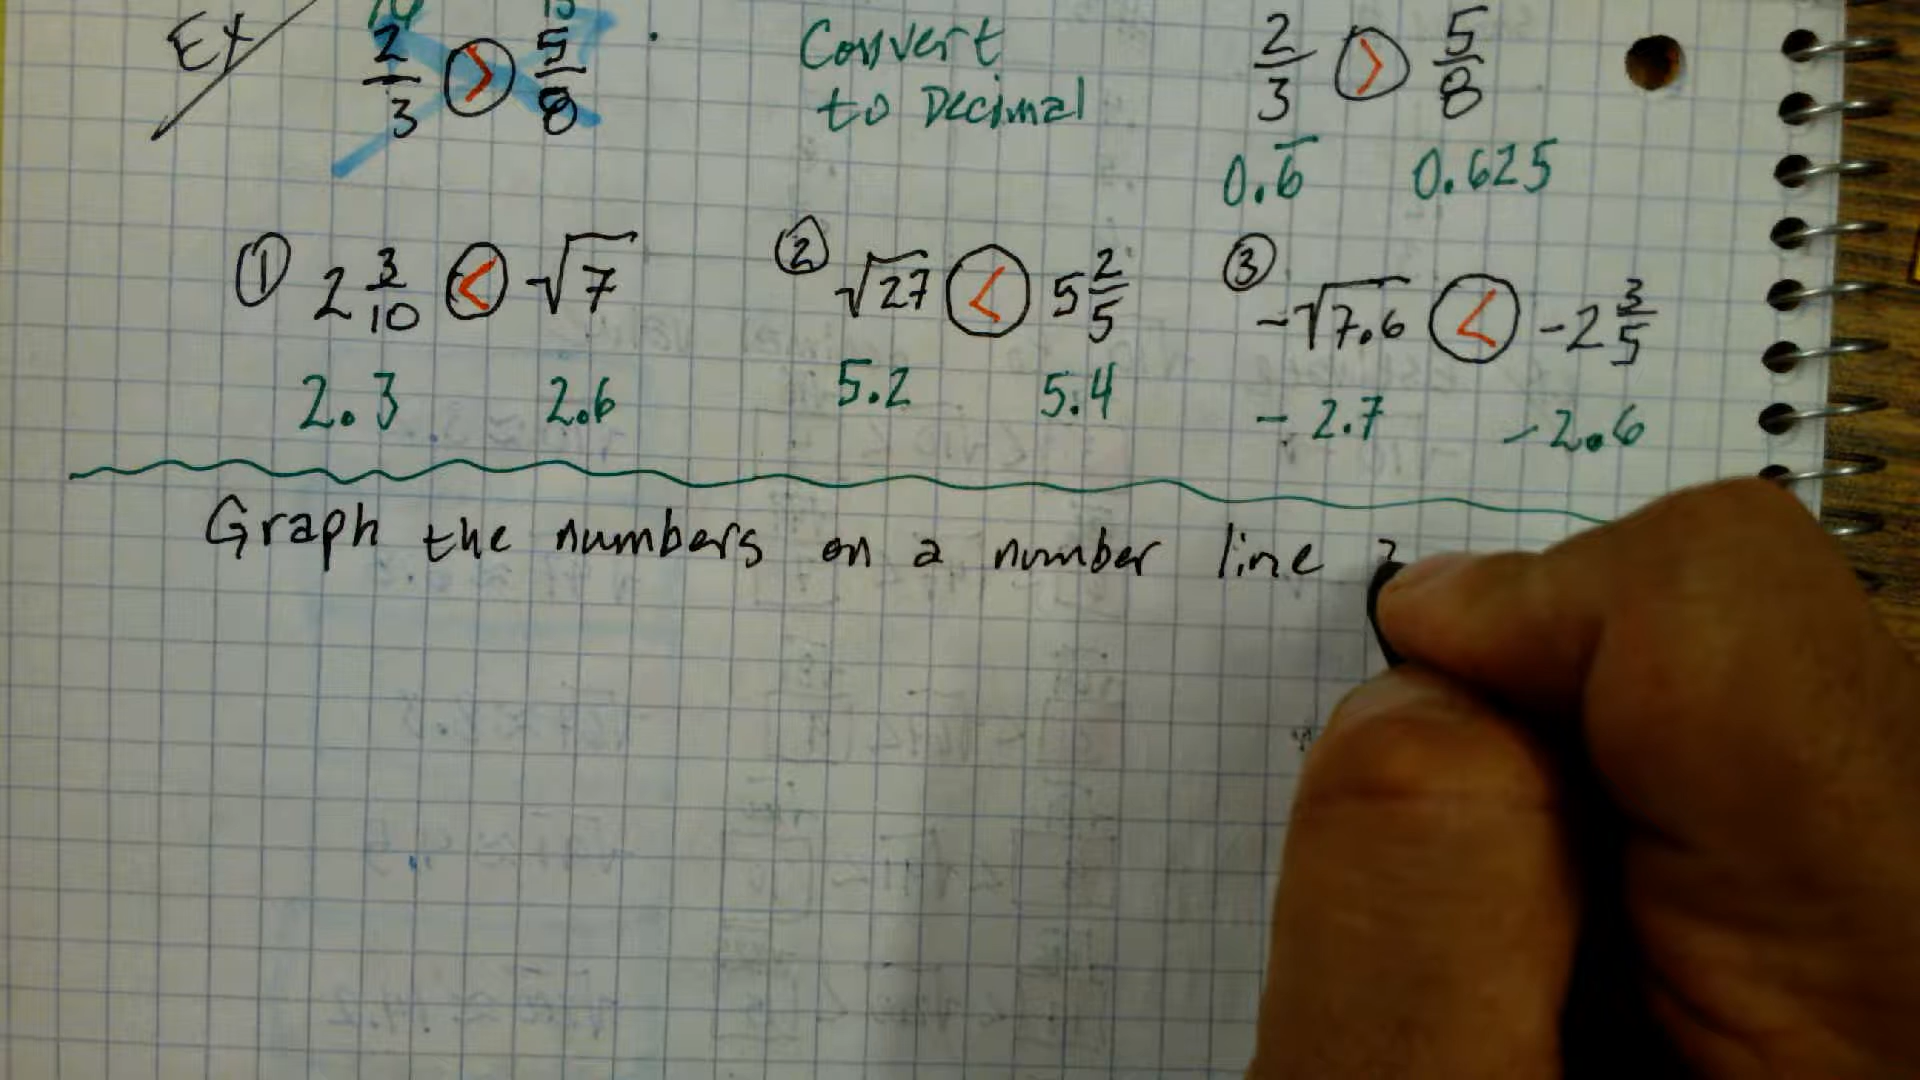 Ex 2/3 > 5/8 Convert to Decimal 2/3 > 5/8
0.6̅ 0.625
① 2 3/10 < √7 ② √27 < 5 2/5 ③ -√7.6 < -2 3/5
2.3 2.6 5.2 5.4 -2.7 -2.6
Graph the numbers on a number line